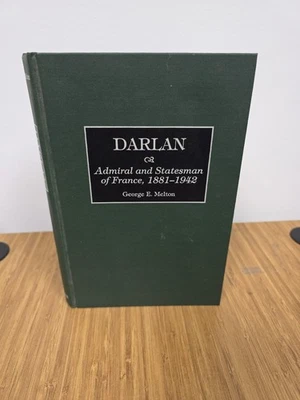 DARLAN
Admiral and Statesman
of France, 1881–1942
George E. Melton